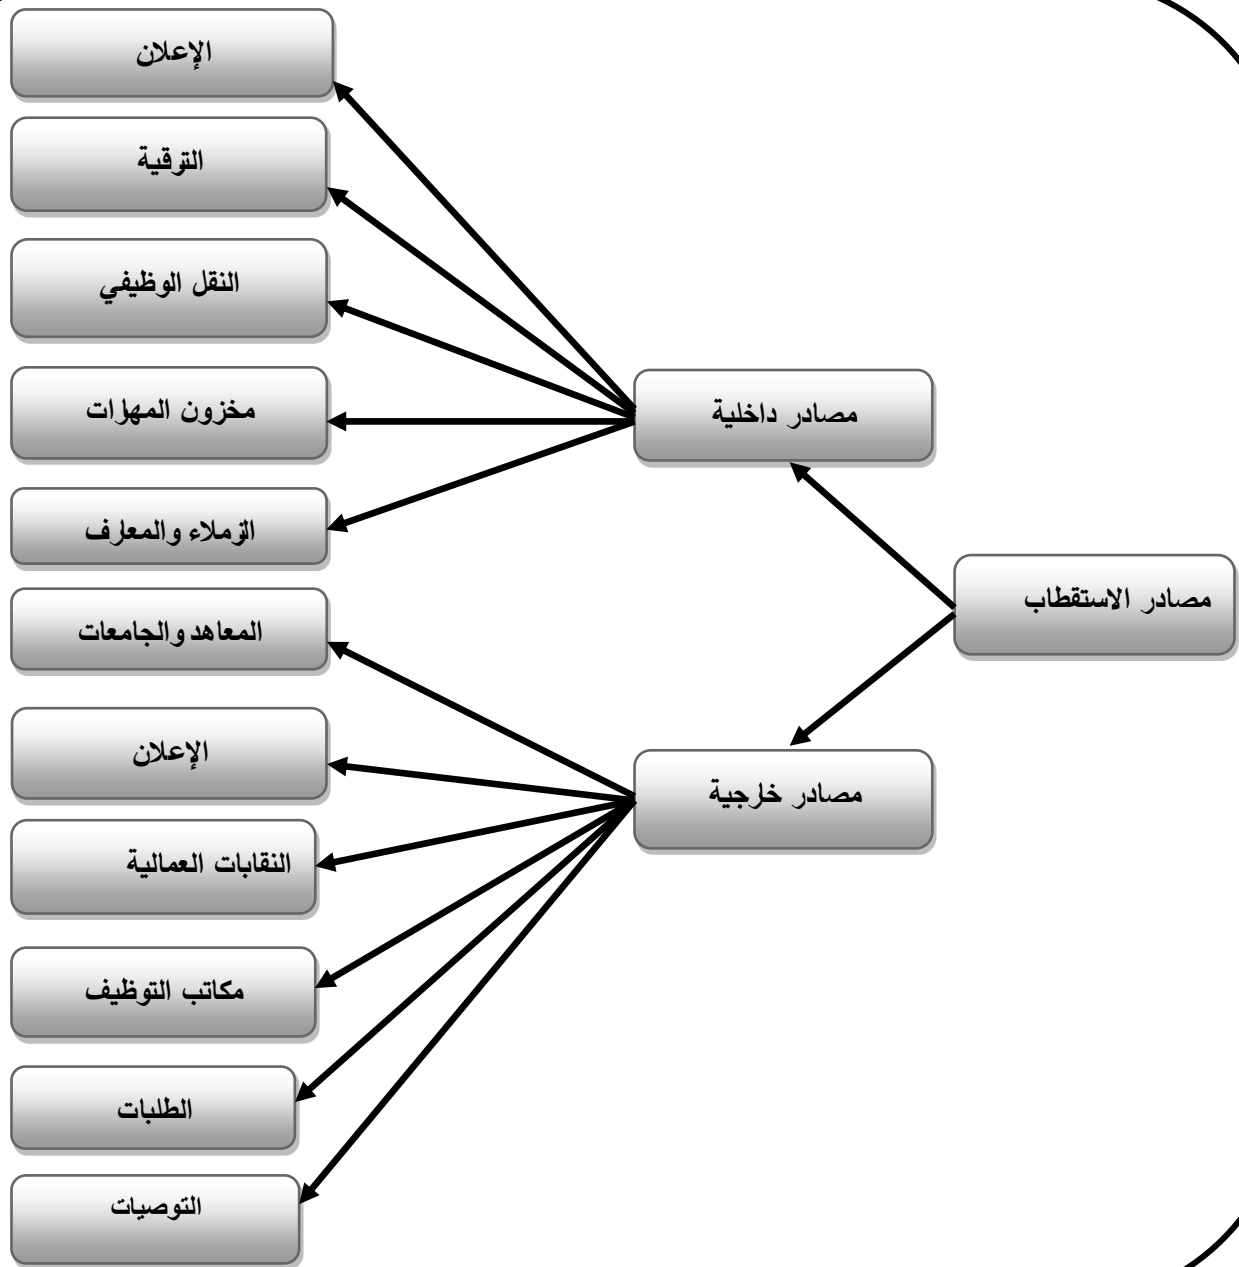 مصادر الاستقطاب
مصادر داخلية
الإعلان
الترقية
النقل الوظيفي
مخزون المهارات
الزملاء والمعارف
مصادر خارجية
المعاهد والجامعات
الإعلان
النقابات العمالية
مكاتب التوظيف
الطلبات
التوصيات